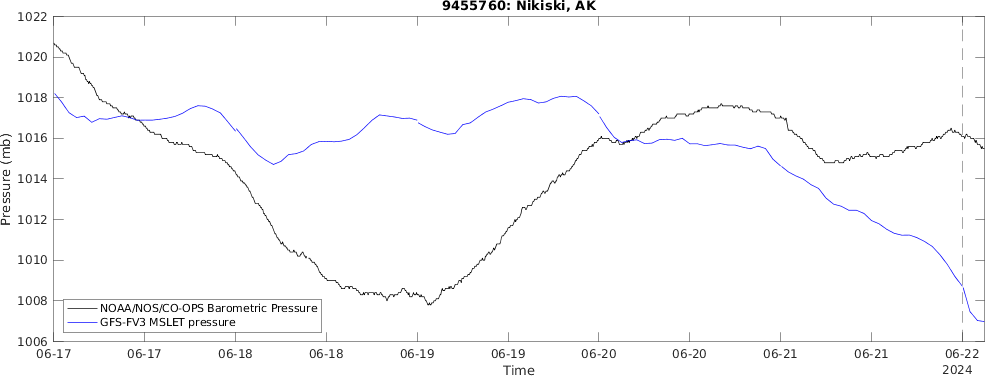 9455760: Nikiski, AK
1022
1020
1018
1016
1014
1012
1010
1008
1006
Pressure (mb)
NOAA/NOS/CO-OPS Barometric Pressure
GFS-FV3 MSLET pressure
06-17 06-17 06-18 06-18 06-19 06-19 06-20 06-20 06-21 06-21 06-22
Time
2024